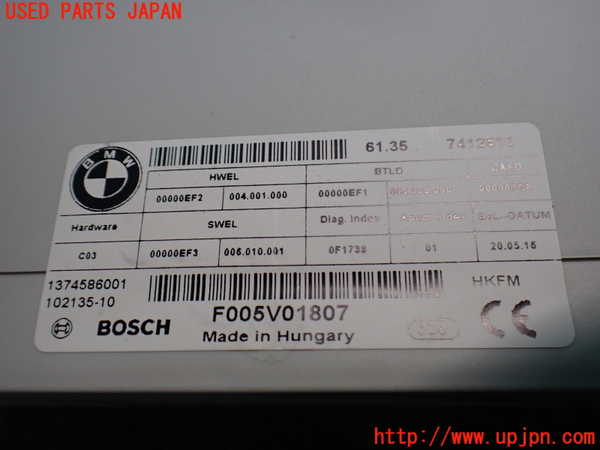 USED PARTS JAPAN
BMW
61.35
HWEL BTLD
00000EF2 004.001.000 00000EF1
Hardware SWEL Diag. Index
C03 00000EF3 006.010.001 0F1738 01 20.05.15
1374586001 HKFM
102135-10
BOSCH F005V01807
Made in Hungary CE
http://www.upjpn.com/